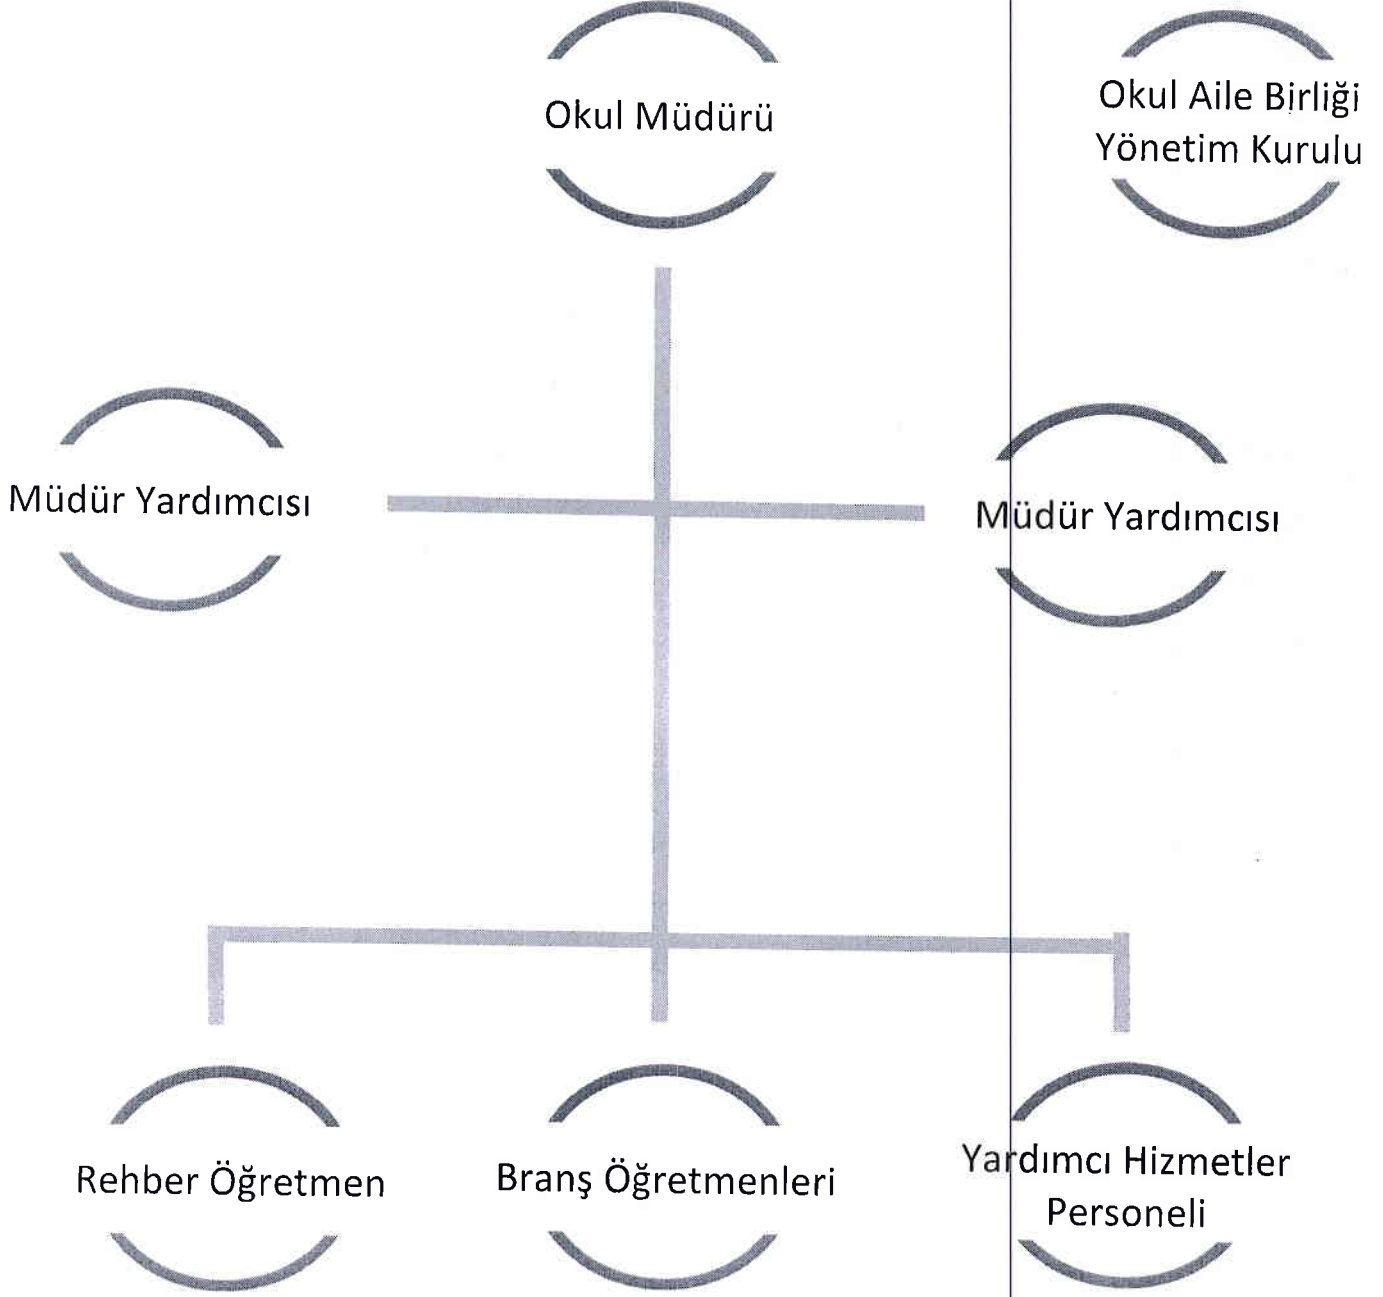 Okul Müdürü
Okul Aile Birliği
Yönetim Kurulu
Müdür Yardımcısı
Müdür Yardımcısı
Rehber Öğretmen
Branş Öğretmenleri
Yardımcı Hizmetler
Personeli